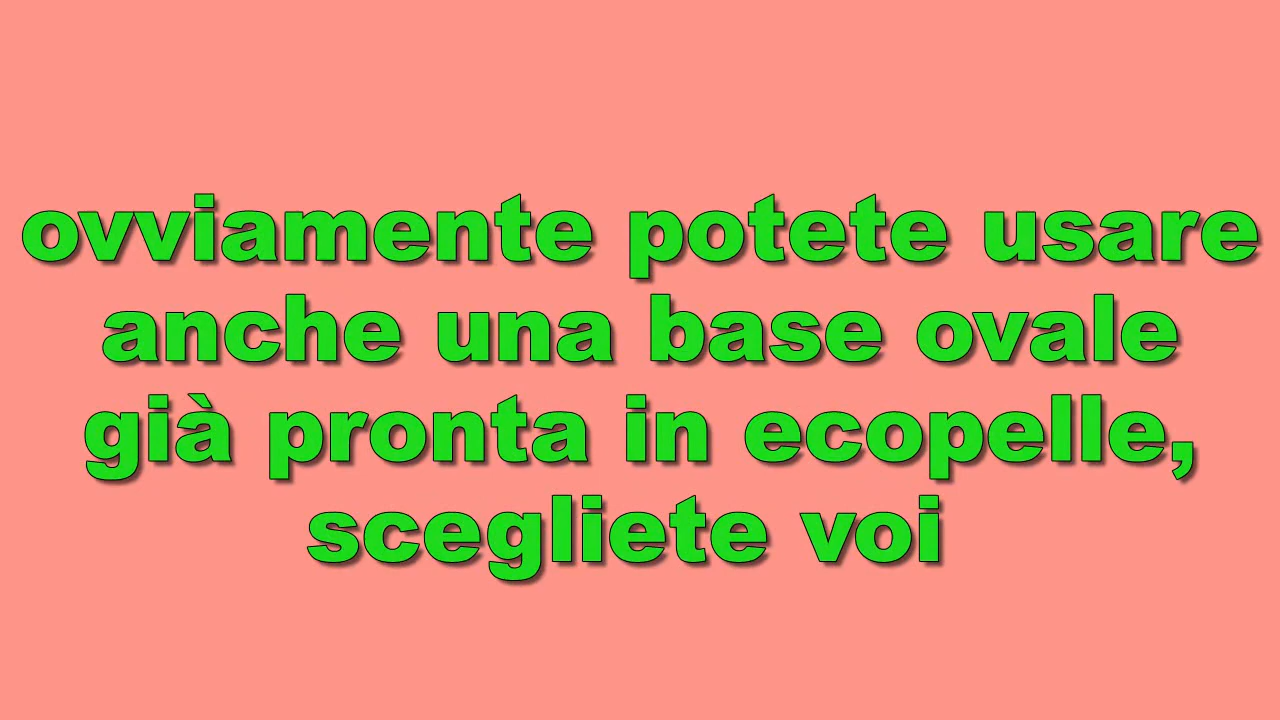 ovviamente potete usare
anche una base ovale
già pronta in ecopelle,
scegliete voi